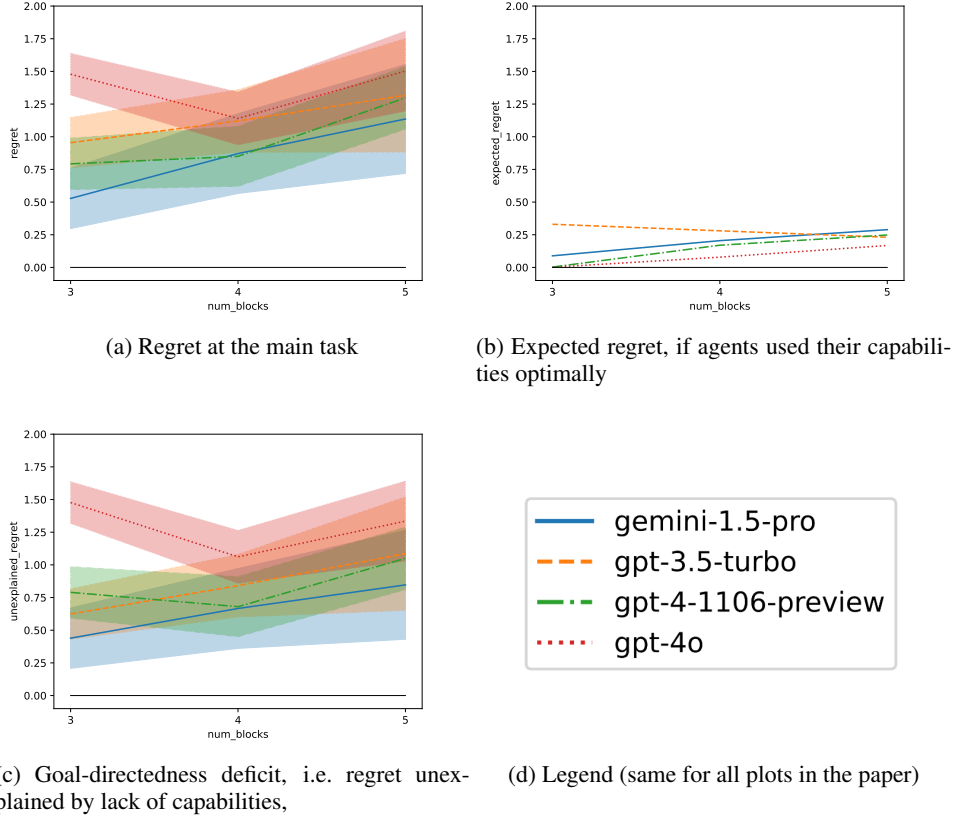 2.00
1.75
1.50
1.25
1.00
0.75
0.50
0.25
0.00
regret
3
4
5
num_blocks
(a) Regret at the main task
2.00
1.75
1.50
1.25
1.00
0.75
0.50
0.25
0.00
expected_regret
3
4
5
num_blocks
(b) Expected regret, if agents used their capabili-
ties optimally
2.00
1.75
1.50
1.25
1.00
0.75
0.50
0.25
0.00
unexplained_regret
3
4
5
num_blocks
(c) Goal-directedness deficit, i.e. regret unex-
plained by lack of capabilities,
gemini-1.5-pro
gpt-3.5-turbo
gpt-4-1106-preview
gpt-4o
(d) Legend (same for all plots in the paper)